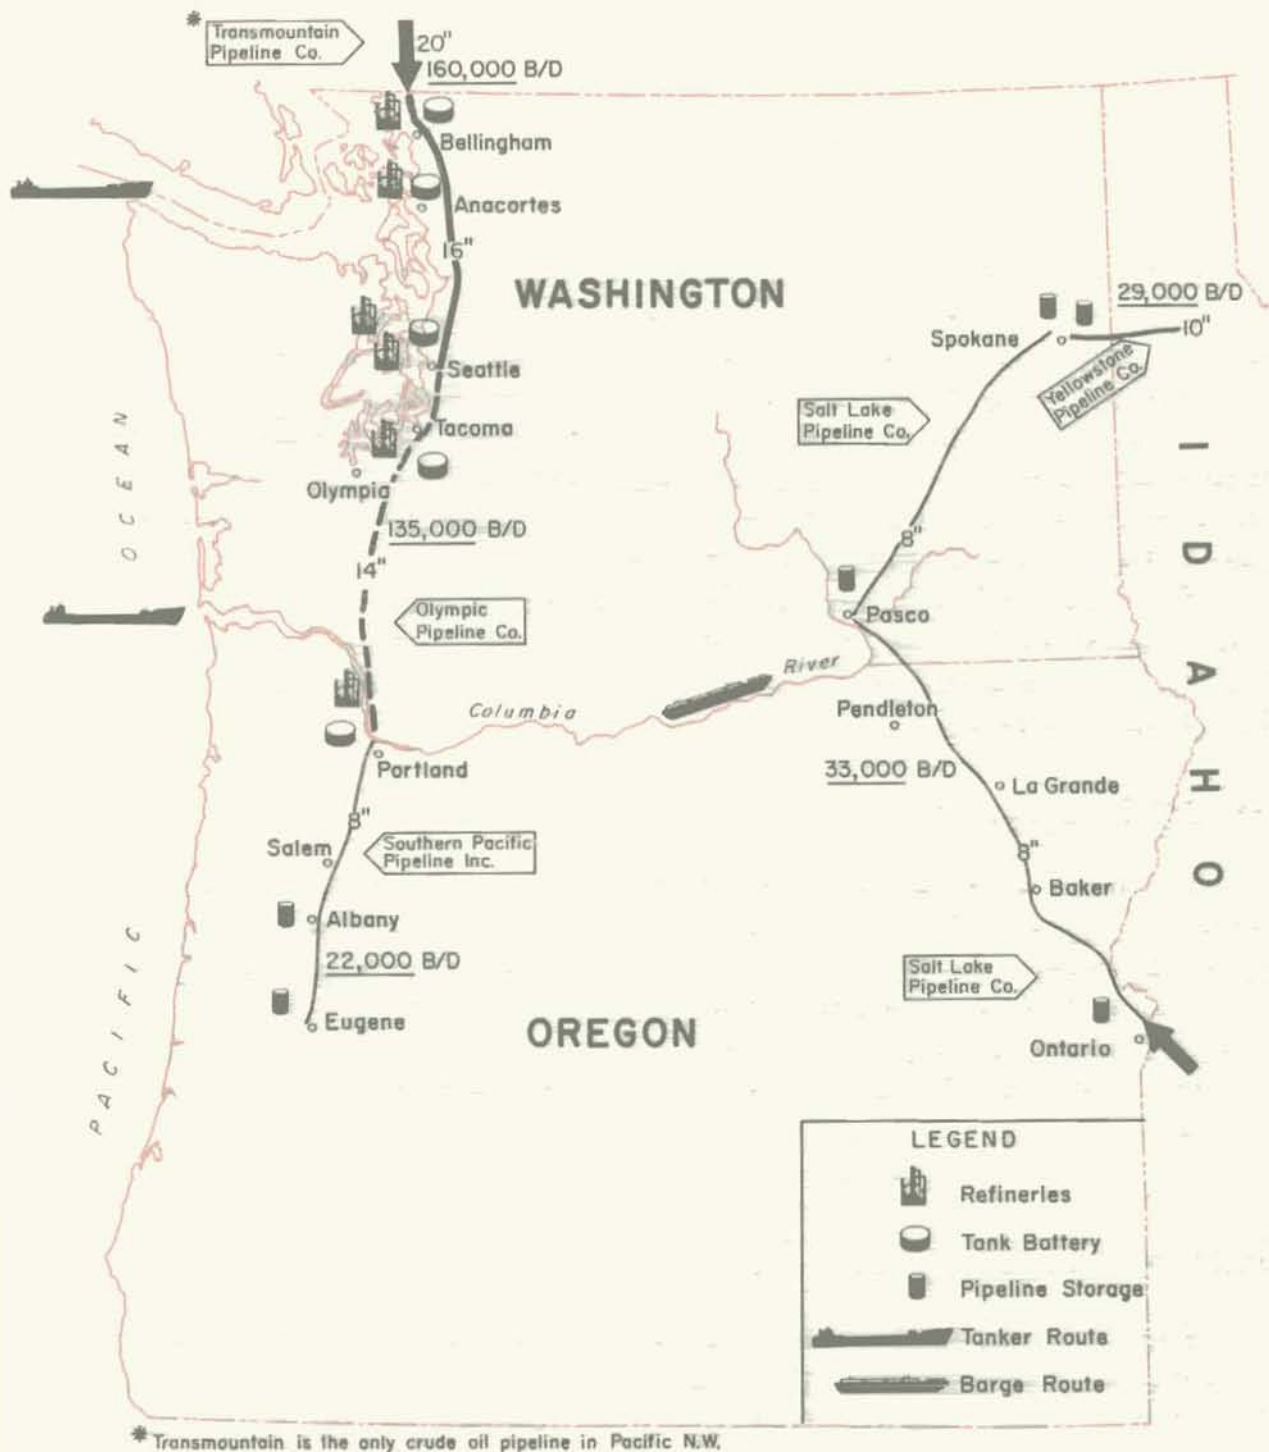 * Transmountain
Pipeline Co.
20"
160,000 B/D
Bellingham
Anacortes
16"
WASHINGTON
29,000 B/D
10"
Spokane
Yellowstone
Pipeline Co.
Seattle
Salt Lake
Pipeline Co.
Tacoma
Olympia
135,000 B/D
8"
14"
Olympic
Pipeline Co.
Pasco
River
Columbia
Pendleton
Portland
33,000 B/D
La Grande
8"
Salem
Southern Pacific
Pipeline Inc.
8"
Baker
Albany
22,000 B/D
Salt Lake
Pipeline Co.
Eugene
OREGON
Ontario
PACIFIC OCEAN
IDAHO
LEGEND
Refineries
Tank Battery
Pipeline Storage
Tanker Route
Barge Route
* Transmountain is the only crude oil pipeline in Pacific N.W.